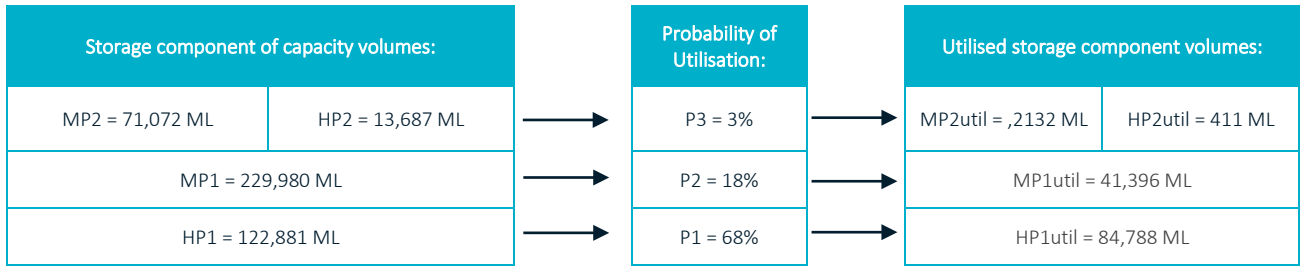 Storage component of capacity volumes:
Probability of
Utilisation:
Utilised storage component volumes:
MP2 = 71,072 ML
HP2 = 13,687 ML
P3 = 3%
MP2util = ,2132 ML
HP2util = 411 ML
MP1 = 229,980 ML
P2 = 18%
MP1util = 41,396 ML
HP1 = 122,881 ML
P1 = 68%
HP1util = 84,788 ML